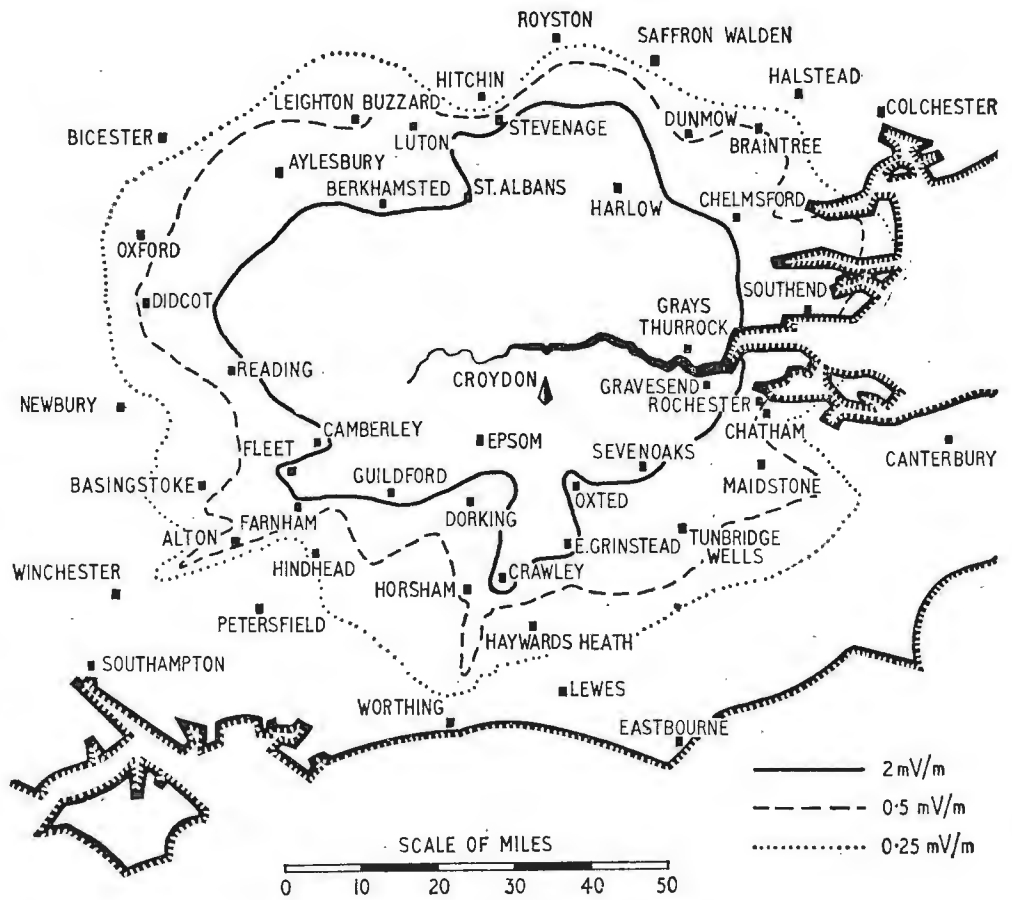 ROYSTON
SAFFRON WALDEN
HITCHIN
HALSTEAD
LEIGHTON BUZZARD
COLCHESTER
BICESTER
LUTON
STEVENAGE
DUNMOW
BRAINTREE
AYLESBURY
BERKHAMSTED
ST. ALBANS
HARLOW
CHELMSFORD
OXFORD
DIDCOT
SOUTHEND
GRAYS
THURROCK
READING
CROYDON
GRAVESEND
ROCHESTER
NEWBURY
CAMBERLEY
CHATHAM
FLEET
EPSOM
SEVENOAKS
CANTERBURY
BASINGSTOKE
GUILDFORD
OXTED
MAIDSTONE
FARNHAM
DORKING
ALTON
E. GRINSTEAD
TUNBRIDGE
WELLS
HINDHEAD
WINCHESTER
HORSHAM
CRAWLEY
PETERSFIELD
HAYWARDS HEATH
SOUTHAMPTON
LEWES
WORTHING
EASTBOURNE
2 mV/m
0·5 mV/m
0·25 mV/m
SCALE OF MILES
0 10 20 30 40 50